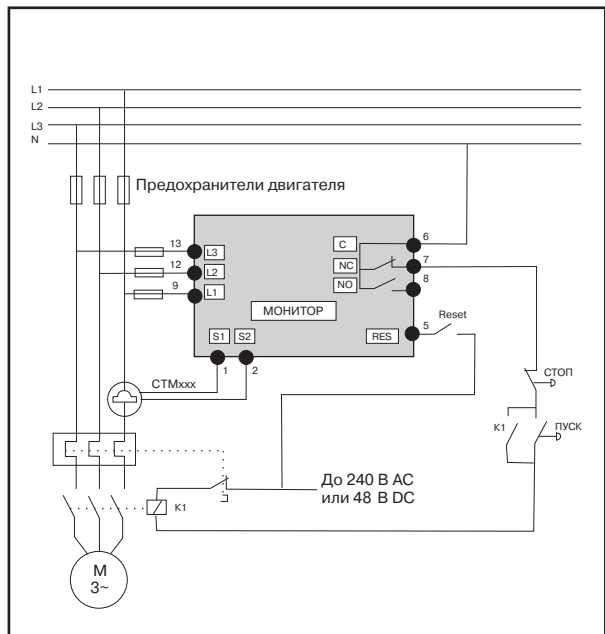 L1
L2
L3
N
Предохранители двигателя
13
L3
12
L2
9
L1
C
6
NC
7
NO
8
МОНИТОР
S1
S2
RES
5
Reset
1
2
СТМxxx
СТОП
K1
ПУСК
До 240 В AC
или 48 В DC
K1
M
3~